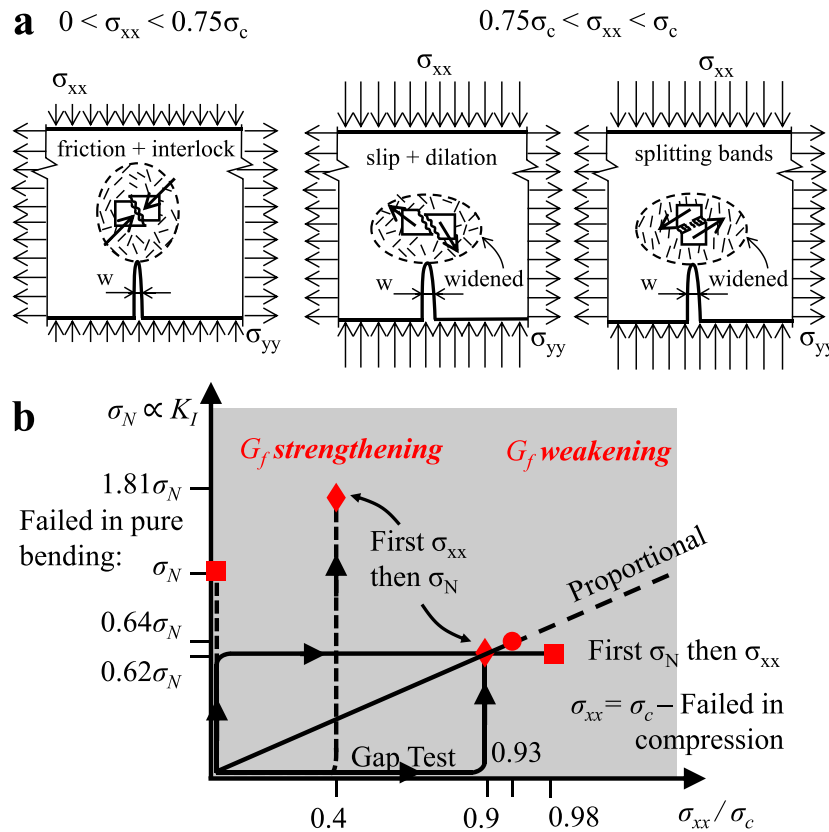 a
0 < σxx < 0.75σc
0.75σc < σxx < σc
σxx
σxx
σxx
friction + interlock
slip + dilation
splitting bands
w
w
widened
w
widened
σyy
σyy
σyy
b
σN ∝ KI
Gf strengthening
Gf weakening
1.81σN
Failed in pure
bending:
σN
First σxx
then σN
Proportional
0.64σN
0.62σN
First σN then σxx
σxx = σc – Failed in
compression
Gap Test
0.93
0.4
0.9
0.98
σxx / σc